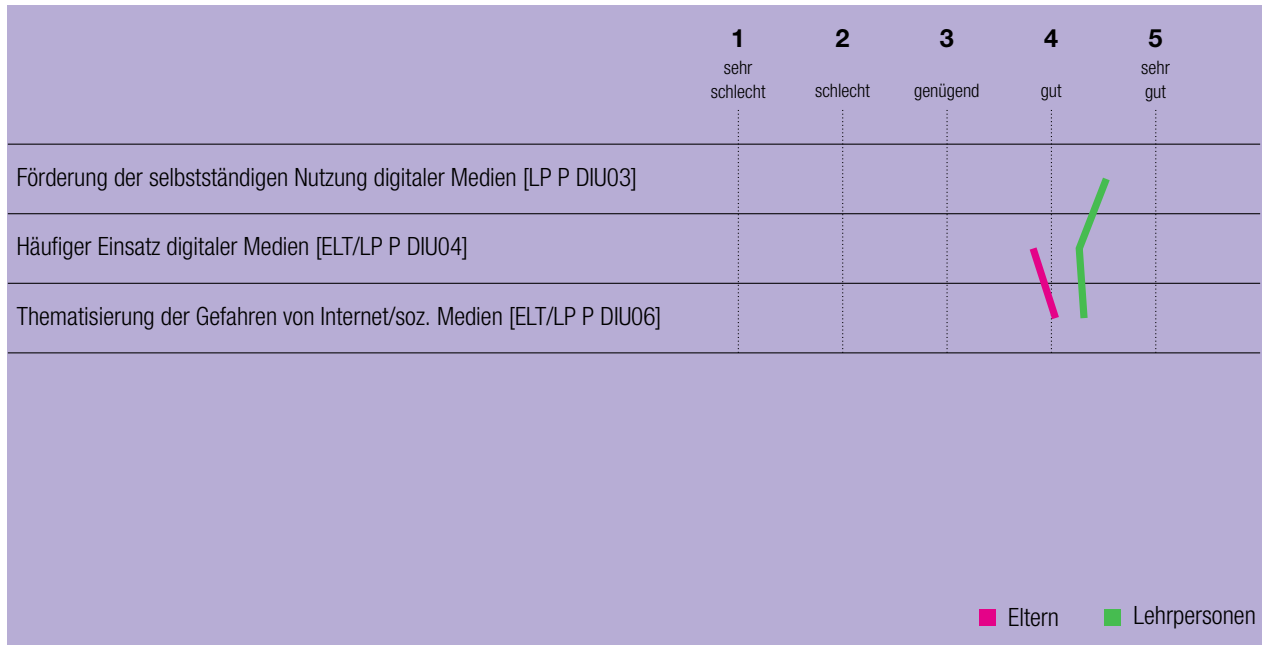 1 2 3 4 5
sehr schlecht schlecht genügend gut sehr gut
Förderung der selbstständigen Nutzung digitaler Medien [LP P DIU03]
Häufiger Einsatz digitaler Medien [ELT/LP P DIU04]
Thematisierung der Gefahren von Internet/soz. Medien [ELT/LP P DIU06]
Eltern Lehrpersonen